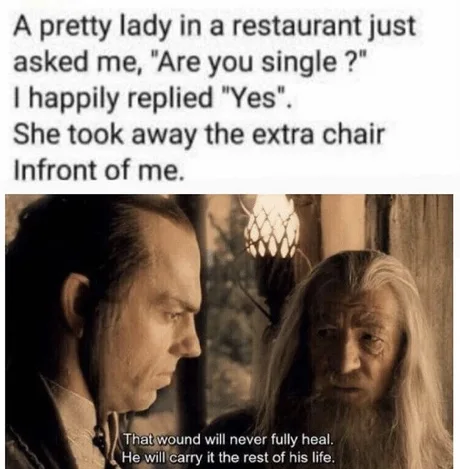 A pretty lady in a restaurant just
asked me, "Are you single ?"
I happily replied "Yes".
She took away the extra chair
Infront of me.
That wound will never fully heal.
He will carry it the rest of his life.